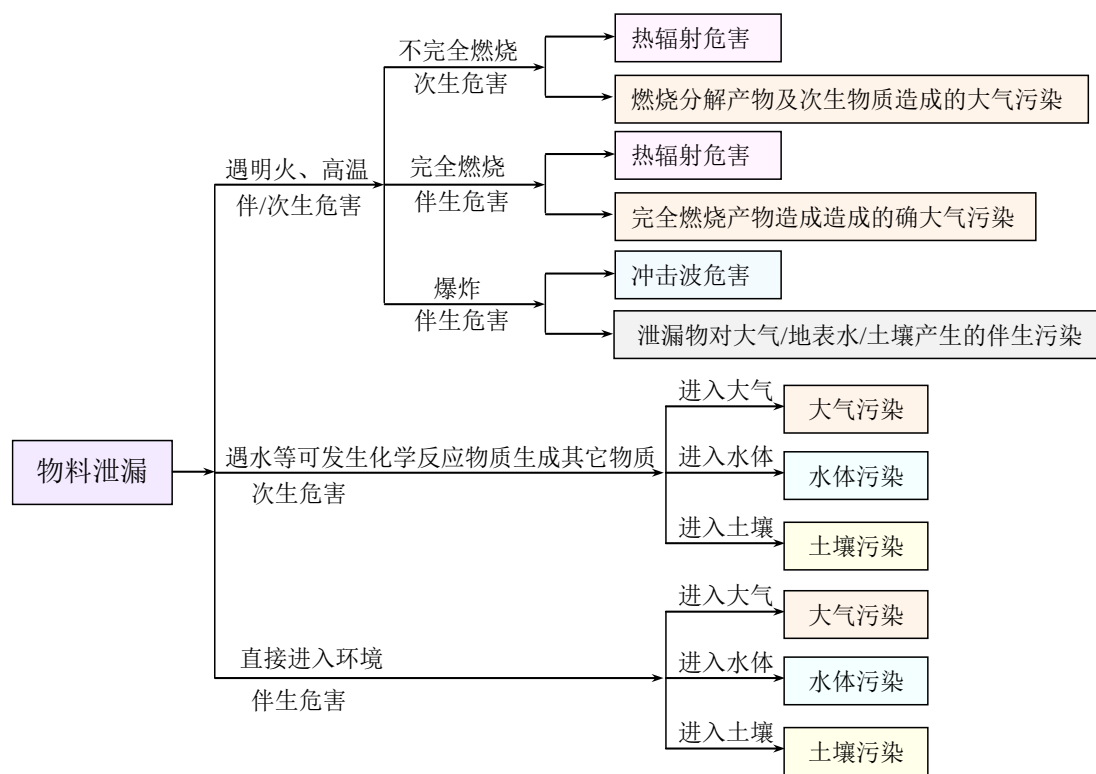 不完全燃烧
次生危害
热辐射危害
燃烧分解产物及次生物质造成的大气污染
遇明火、高温
伴/次生危害
完全燃烧
伴生危害
热辐射危害
完全燃烧产物造成造成的确大气污染
爆炸
伴生危害
冲击波危害
泄漏物对大气/地表水/土壤产生的伴生污染
物料泄漏
遇水等可发生化学反应物质生成其它物质
次生危害
进入大气
大气污染
进入水体
水体污染
进入土壤
土壤污染
直接进入环境
伴生危害
进入大气
大气污染
进入水体
水体污染
进入土壤
土壤污染